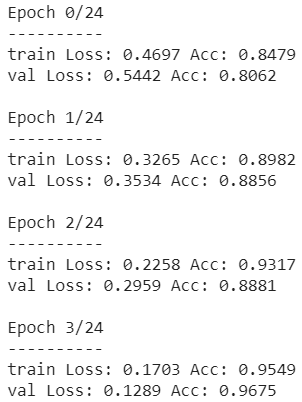 Epoch 0/24
----------
train Loss: 0.4697 Acc: 0.8479
val Loss: 0.5442 Acc: 0.8062

Epoch 1/24
----------
train Loss: 0.3265 Acc: 0.8982
val Loss: 0.3534 Acc: 0.8856

Epoch 2/24
----------
train Loss: 0.2258 Acc: 0.9317
val Loss: 0.2959 Acc: 0.8881

Epoch 3/24
----------
train Loss: 0.1703 Acc: 0.9549
val Loss: 0.1289 Acc: 0.9675